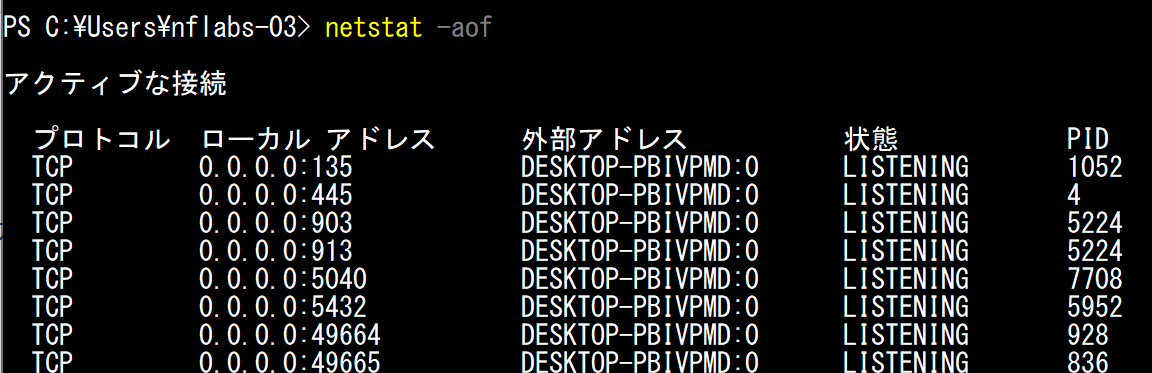 PS C:¥Users¥nflabs-03> netstat -aof
アクティブな接続
プロトコル ローカル アドレス 外部アドレス 状態 PID
TCP 0.0.0.0:135 DESKTOP-PBIVPMD:0 LISTENING 1052
TCP 0.0.0.0:445 DESKTOP-PBIVPMD:0 LISTENING 4
TCP 0.0.0.0:903 DESKTOP-PBIVPMD:0 LISTENING 5224
TCP 0.0.0.0:913 DESKTOP-PBIVPMD:0 LISTENING 5224
TCP 0.0.0.0:5040 DESKTOP-PBIVPMD:0 LISTENING 7708
TCP 0.0.0.0:5432 DESKTOP-PBIVPMD:0 LISTENING 5952
TCP 0.0.0.0:49664 DESKTOP-PBIVPMD:0 LISTENING 928
TCP 0.0.0.0:49665 DESKTOP-PBIVPMD:0 LISTENING 836